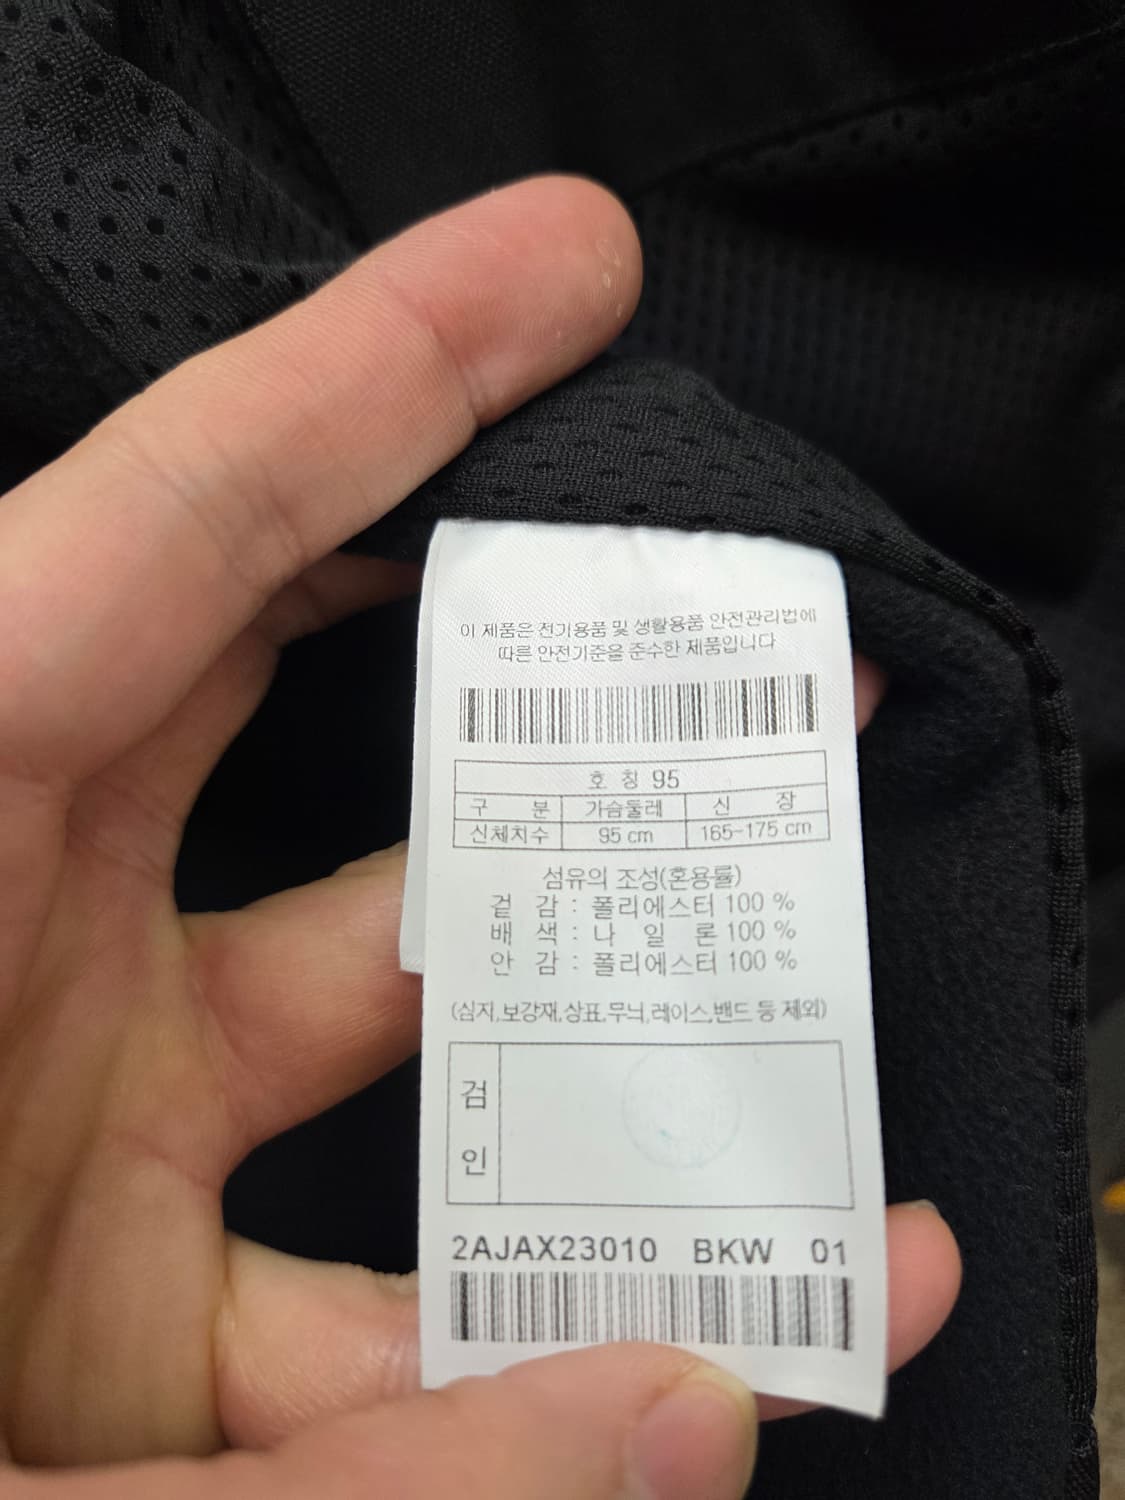 이 제품은 전기용품 및 생활용품 안전관리법에
따른 안전기준을 준수한 제품입니다
호 칭 95
구 분 가슴둘레 신 장
신체치수 95 cm 165-175 cm
섬유의 조성(혼용률)
겉 감 : 폴리에스터 100 %
배 색 : 나 일 론 100 %
안 감 : 폴리에스터 100 %
(심지,보강재,상표,무늬,레이스,밴드 등 제외)
검
인
2AJAX23010 BKW 01